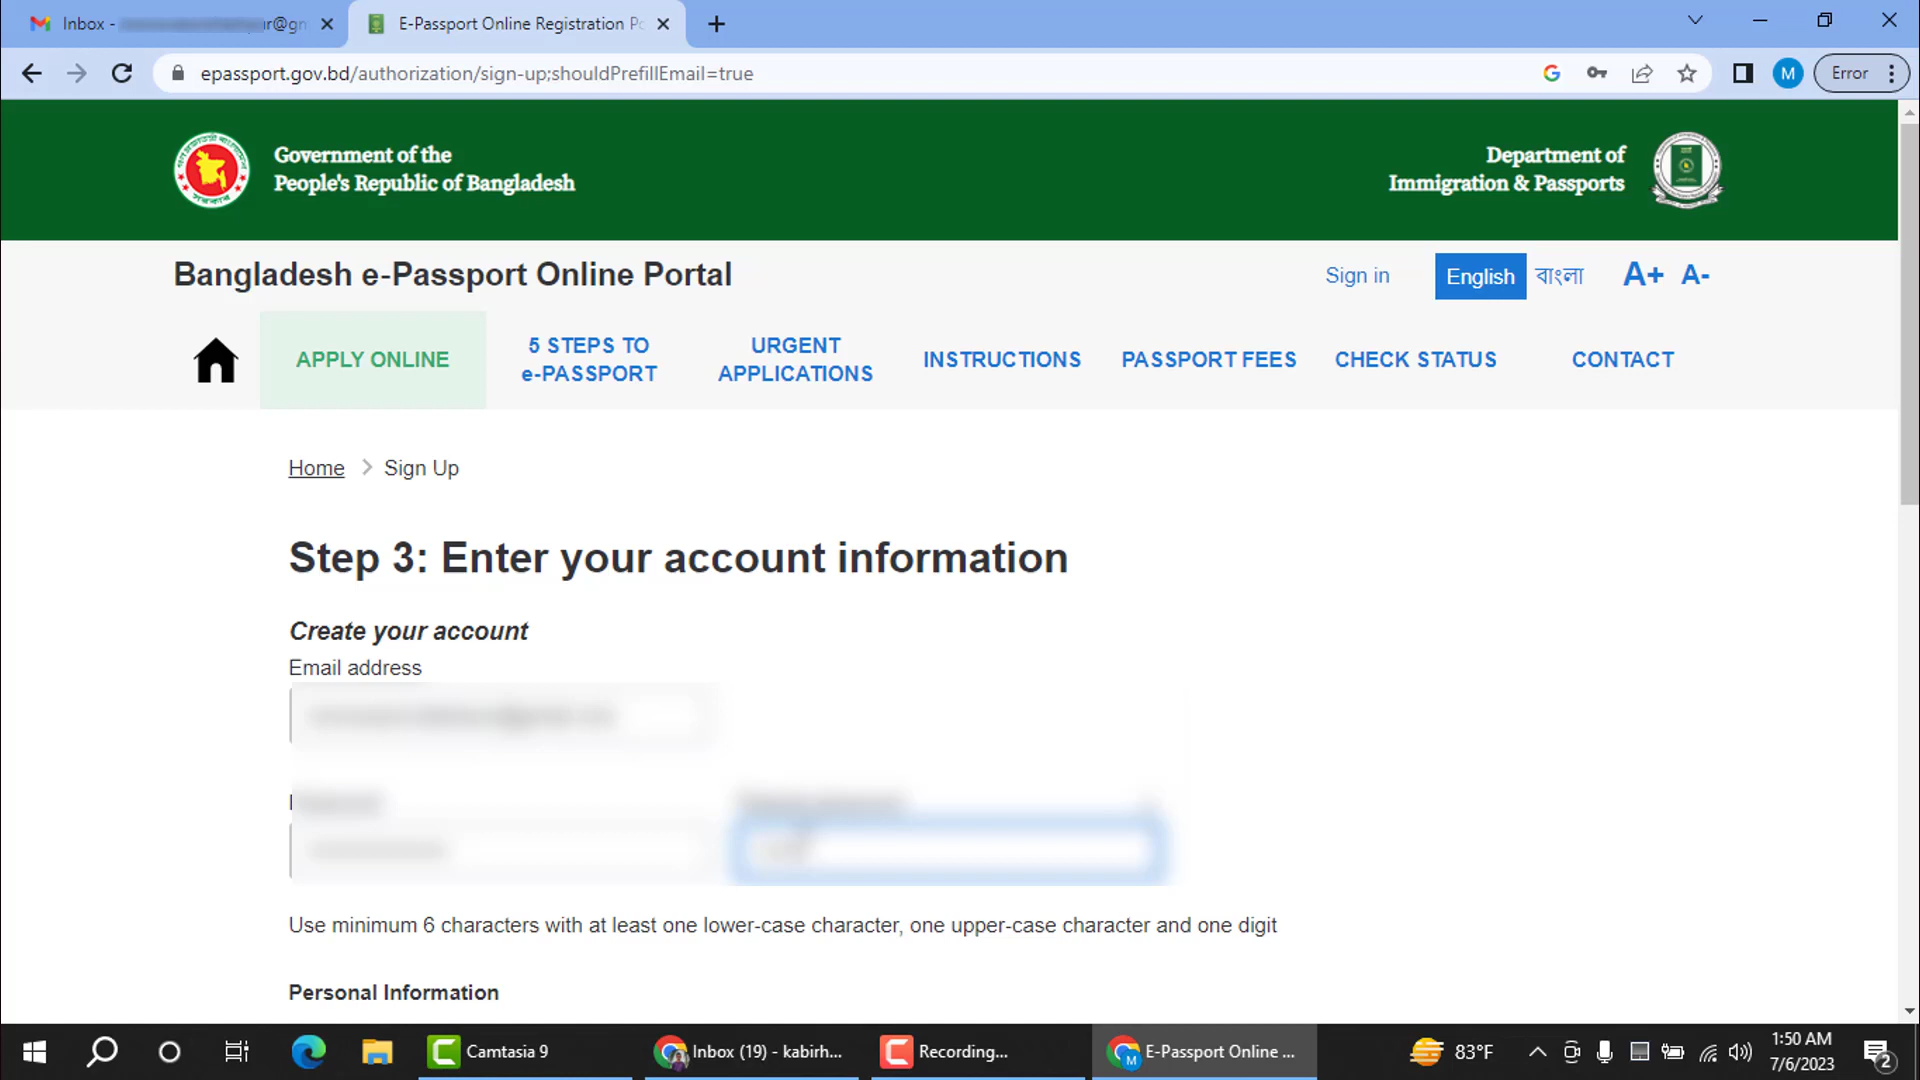 Inbox -
r@gm
E-Passport Online Registration Po
epassport.gov.bd/authorization/sign-up;shouldPrefillEmail=true
M
Error
Government of the
People's Republic of Bangladesh
Department of
Immigration & Passports
Bangladesh e-Passport Online Portal
Sign in
English
বাংলা
A+ A-
APPLY ONLINE
5 STEPS TO
e-PASSPORT
URGENT
APPLICATIONS
INSTRUCTIONS
PASSPORT FEES
CHECK STATUS
CONTACT
Home
Sign Up
Step 3: Enter your account information
Create your account
Email address
Use minimum 6 characters with at least one lower-case character, one upper-case character and one digit
Personal Information
Camtasia 9
Inbox (19) - kabirh...
Recording...
E-Passport Online ...
83°F
1:50 AM
7/6/2023
2